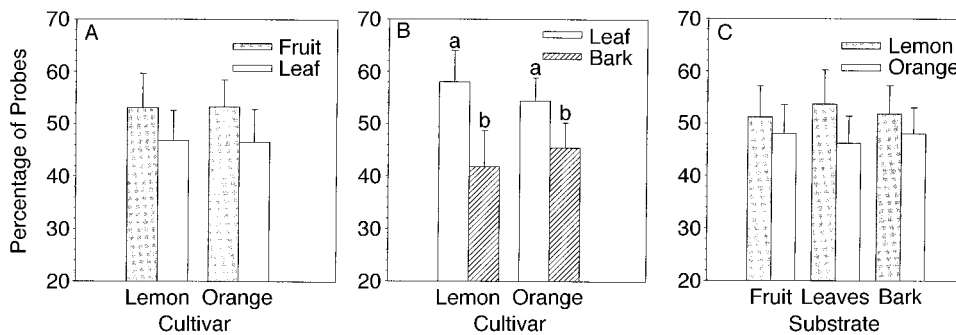 Percentage of Probes
A
70
60
50
40
30
20
Fruit
Leaf
Lemon Orange
Cultivar
B
70
60
50
40
30
20
Leaf
Bark
a
b
a
b
Lemon Orange
Cultivar
C
70
60
50
40
30
20
Lemon
Orange
Fruit Leaves Bark
Substrate